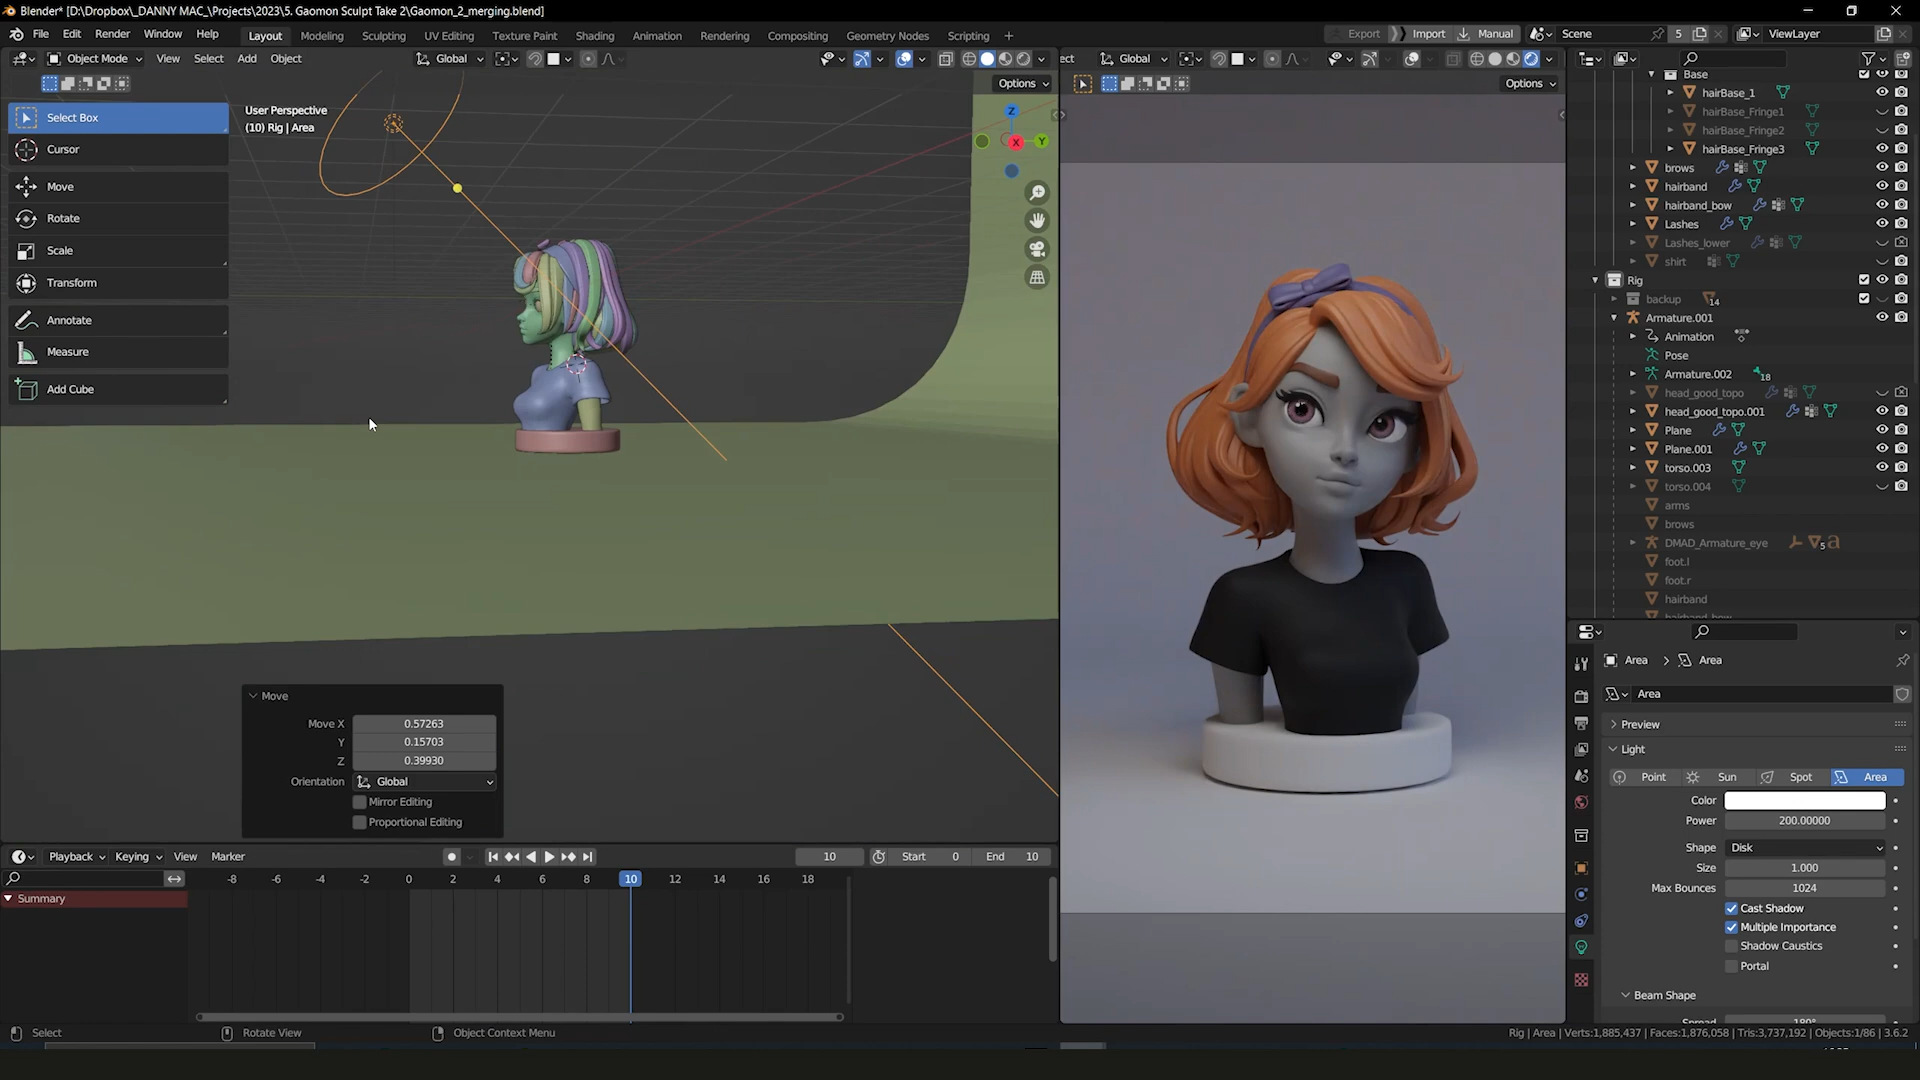 Blender* [D:\Dropbox\_DANNY MAC_\Projects\2023\5. Gaomon Sculpt Take 2\Gaomon_2_merging.blend]
File Edit Render Window Help Layout Modeling Sculpting UV Editing Texture Paint Shading Animation Rendering Compositing Geometry Nodes Scripting + Export Import Manual Scene 5 ViewLayer
Object Mode View Select Add Object Global
ect Global
Options
Options
Select Box
Cursor
Move
Rotate
Scale
Transform
Annotate
Measure
Add Cube
User Perspective
(10) Rig | Area
Z
X
Y
Move
Move X 0.57263
Y 0.15703
Z 0.39930
Orientation Global
Mirror Editing
Proportional Editing
Base
hairBase_1
hairBase_Fringe1
hairBase_Fringe2
hairBase_Fringe3
brows
hairband
hairband_bow
Lashes
Lashes_lower
shirt
Rig
backup 14
Armature.001
Animation
Pose
Armature.002 18
head_good_topo
head_good_topo.001
Plane
Plane.001
torso.003
torso.004
arms
brows
DMAD_Armature_eye 5
foot.l
foot.r
hairband
hairband_bow
Area > Area
Area
Preview
Light
Point Sun Spot Area
Color
Power 200.00000
Shape Disk
Size 1.000
Max Bounces 1024
Cast Shadow
Multiple Importance
Shadow Caustics
Portal
Beam Shape
Spread 180°
Playback Keying View Marker 10 Start 0 End 10
-8 -6 -4 -2 0 2 4 6 8 10 12 14 16 18
Summary
Select Rotate View Object Context Menu
Rig | Area | Verts:1,885,437 | Faces:1,876,058 | Tris:3,737,192 | Objects:1/86 | 3.6.2